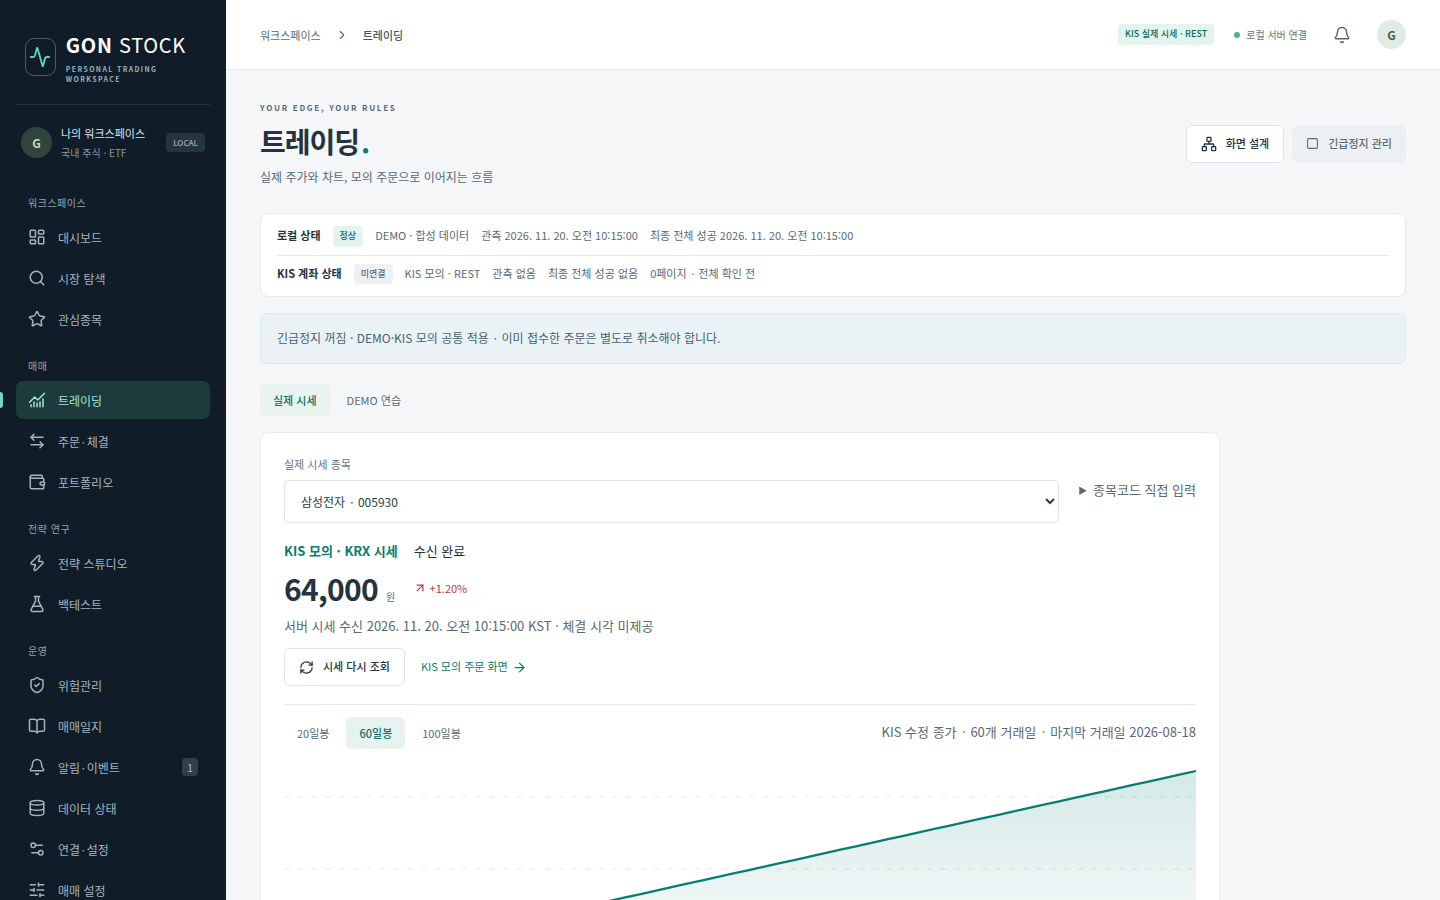 GON STOCK
PERSONAL TRADING
WORKSPACE
G
나의 워크스페이스
국내 주식 · ETF
LOCAL
워크스페이스
대시보드
시장 탐색
관심종목
매매
트레이딩
주문·체결
포트폴리오
전략 연구
전략 스튜디오
백테스트
운영
위험관리
매매일지
알림·이벤트
1
데이터 상태
연결·설정
매매 설정
워크스페이스 트레이딩
KIS 실제 시세 · REST
로컬 서버 연결
G
YOUR EDGE, YOUR RULES
트레이딩.
실제 주가와 차트, 모의 주문으로 이어지는 흐름
화면 설계
긴급정지 관리
로컬 상태 정상 DEMO · 합성 데이터 관측 2026. 11. 20. 오전 10:15:00 최종 전체 성공 2026. 11. 20. 오전 10:15:00
KIS 계좌 상태 미연결 KIS 모의 · REST 관측 없음 최종 전체 성공 없음 0페이지 · 전체 확인 전
긴급정지 꺼짐 · DEMO·KIS 모의 공통 적용 · 이미 접수한 주문은 별도로 취소해야 합니다.
실제 시세 DEMO 연습
실제 시세 종목
삼성전자 · 005930
종목코드 직접 입력
KIS 모의 · KRX 시세 수신 완료
64,000 원 +1.20%
서버 시세 수신 2026. 11. 20. 오전 10:15:00 KST · 체결 시각 미제공
시세 다시 조회 KIS 모의 주문 화면
20일봉 60일봉 100일봉
KIS 수정 종가 · 60개 거래일 · 마지막 거래일 2026-08-18